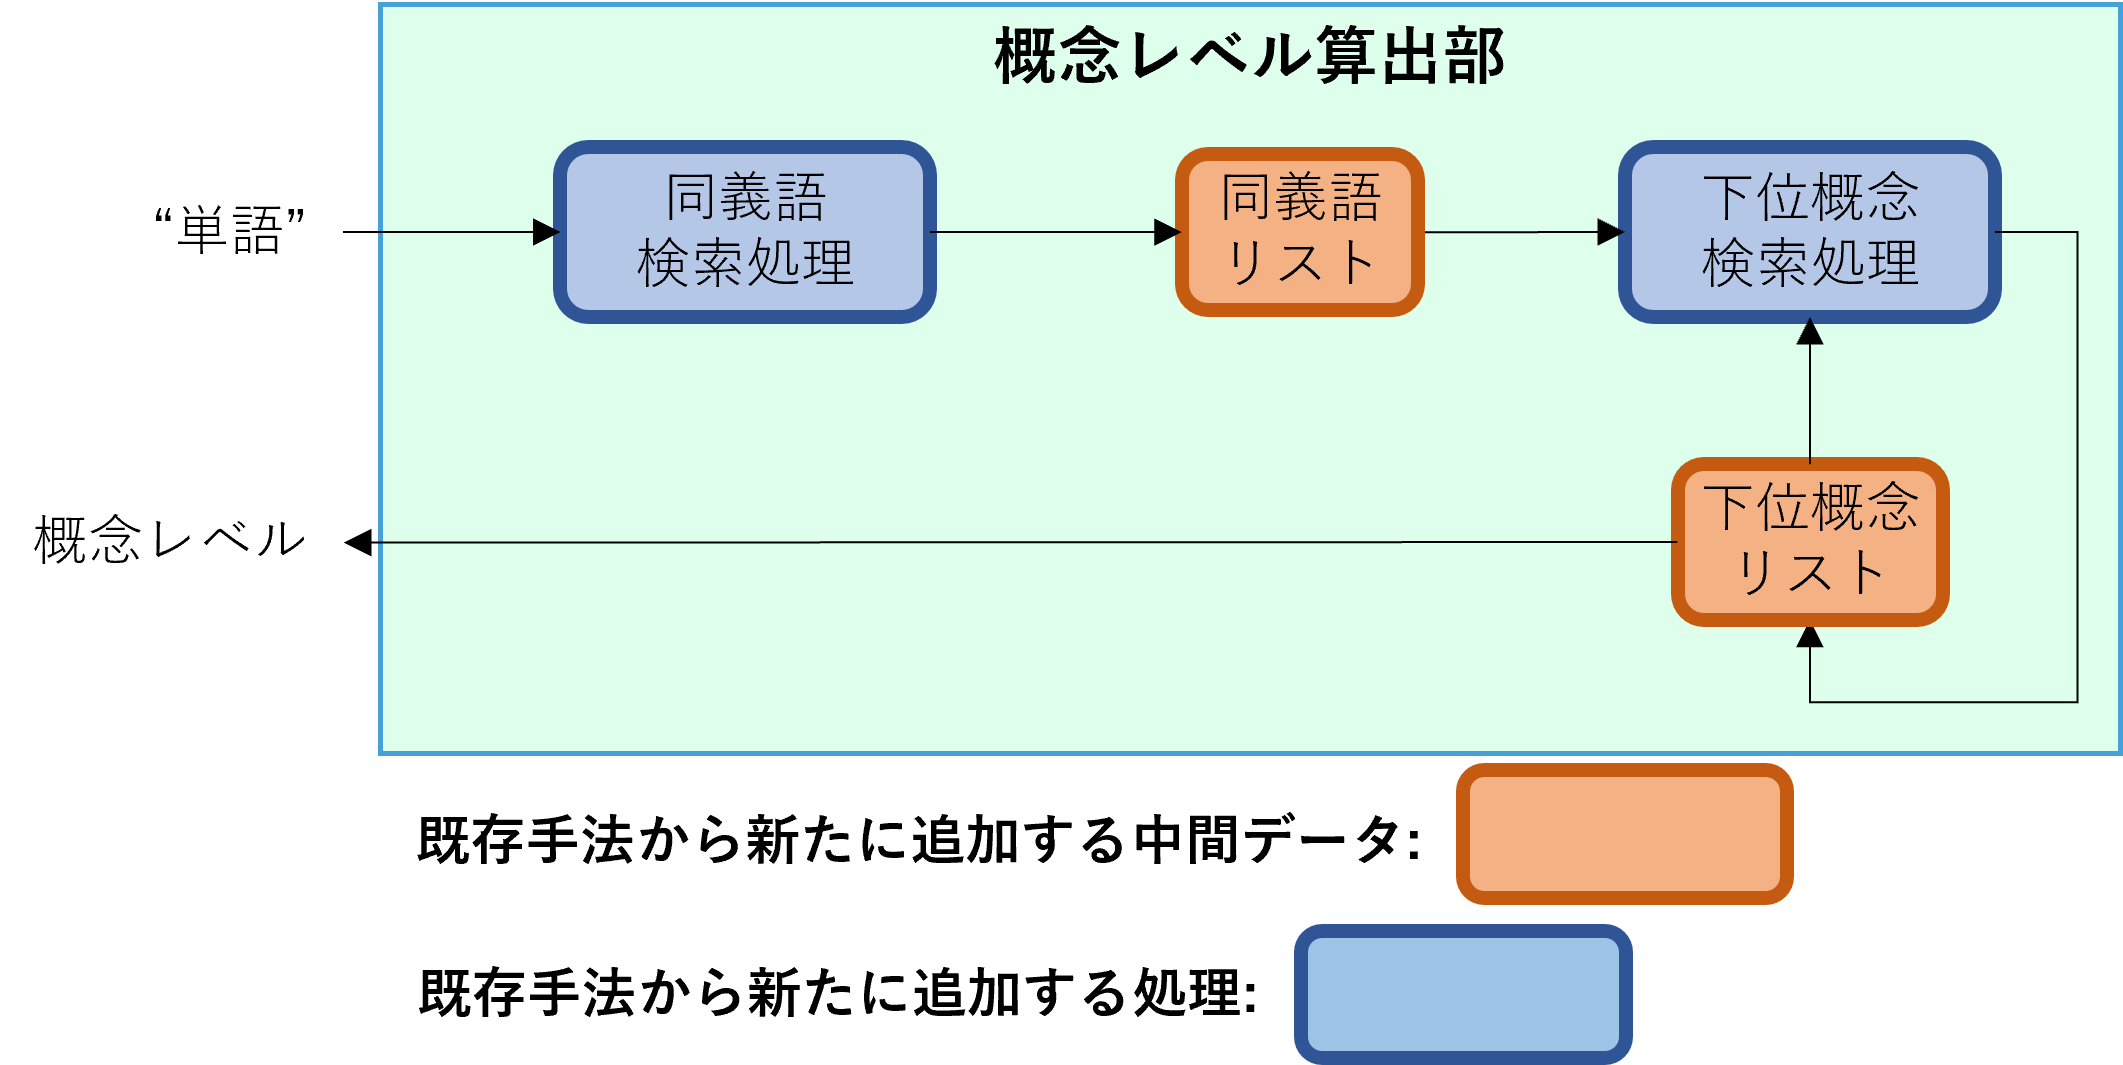 概念レベル算出部
“単語”
同義語
検索処理
同義語
リスト
下位概念
検索処理
概念レベル
下位概念
リスト
既存手法から新たに追加する中間データ:
既存手法から新たに追加する処理: